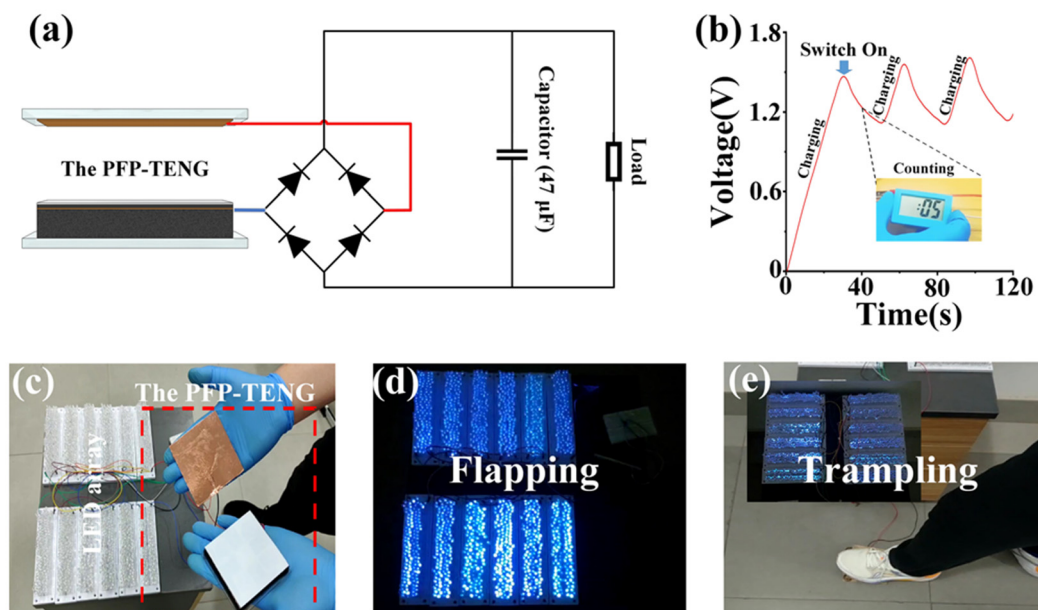 (a)
The PFP-TENG
Capacitor (47 μF)
Load
(b)
Voltage(V)
1.8
1.2
0.6
0
Switch On
Charging
Charging
Charging
Counting
:05
0
40
80
120
Time(s)
(c)
The PFP-TENG
LED array
(d)
Flapping
(e)
Trampling